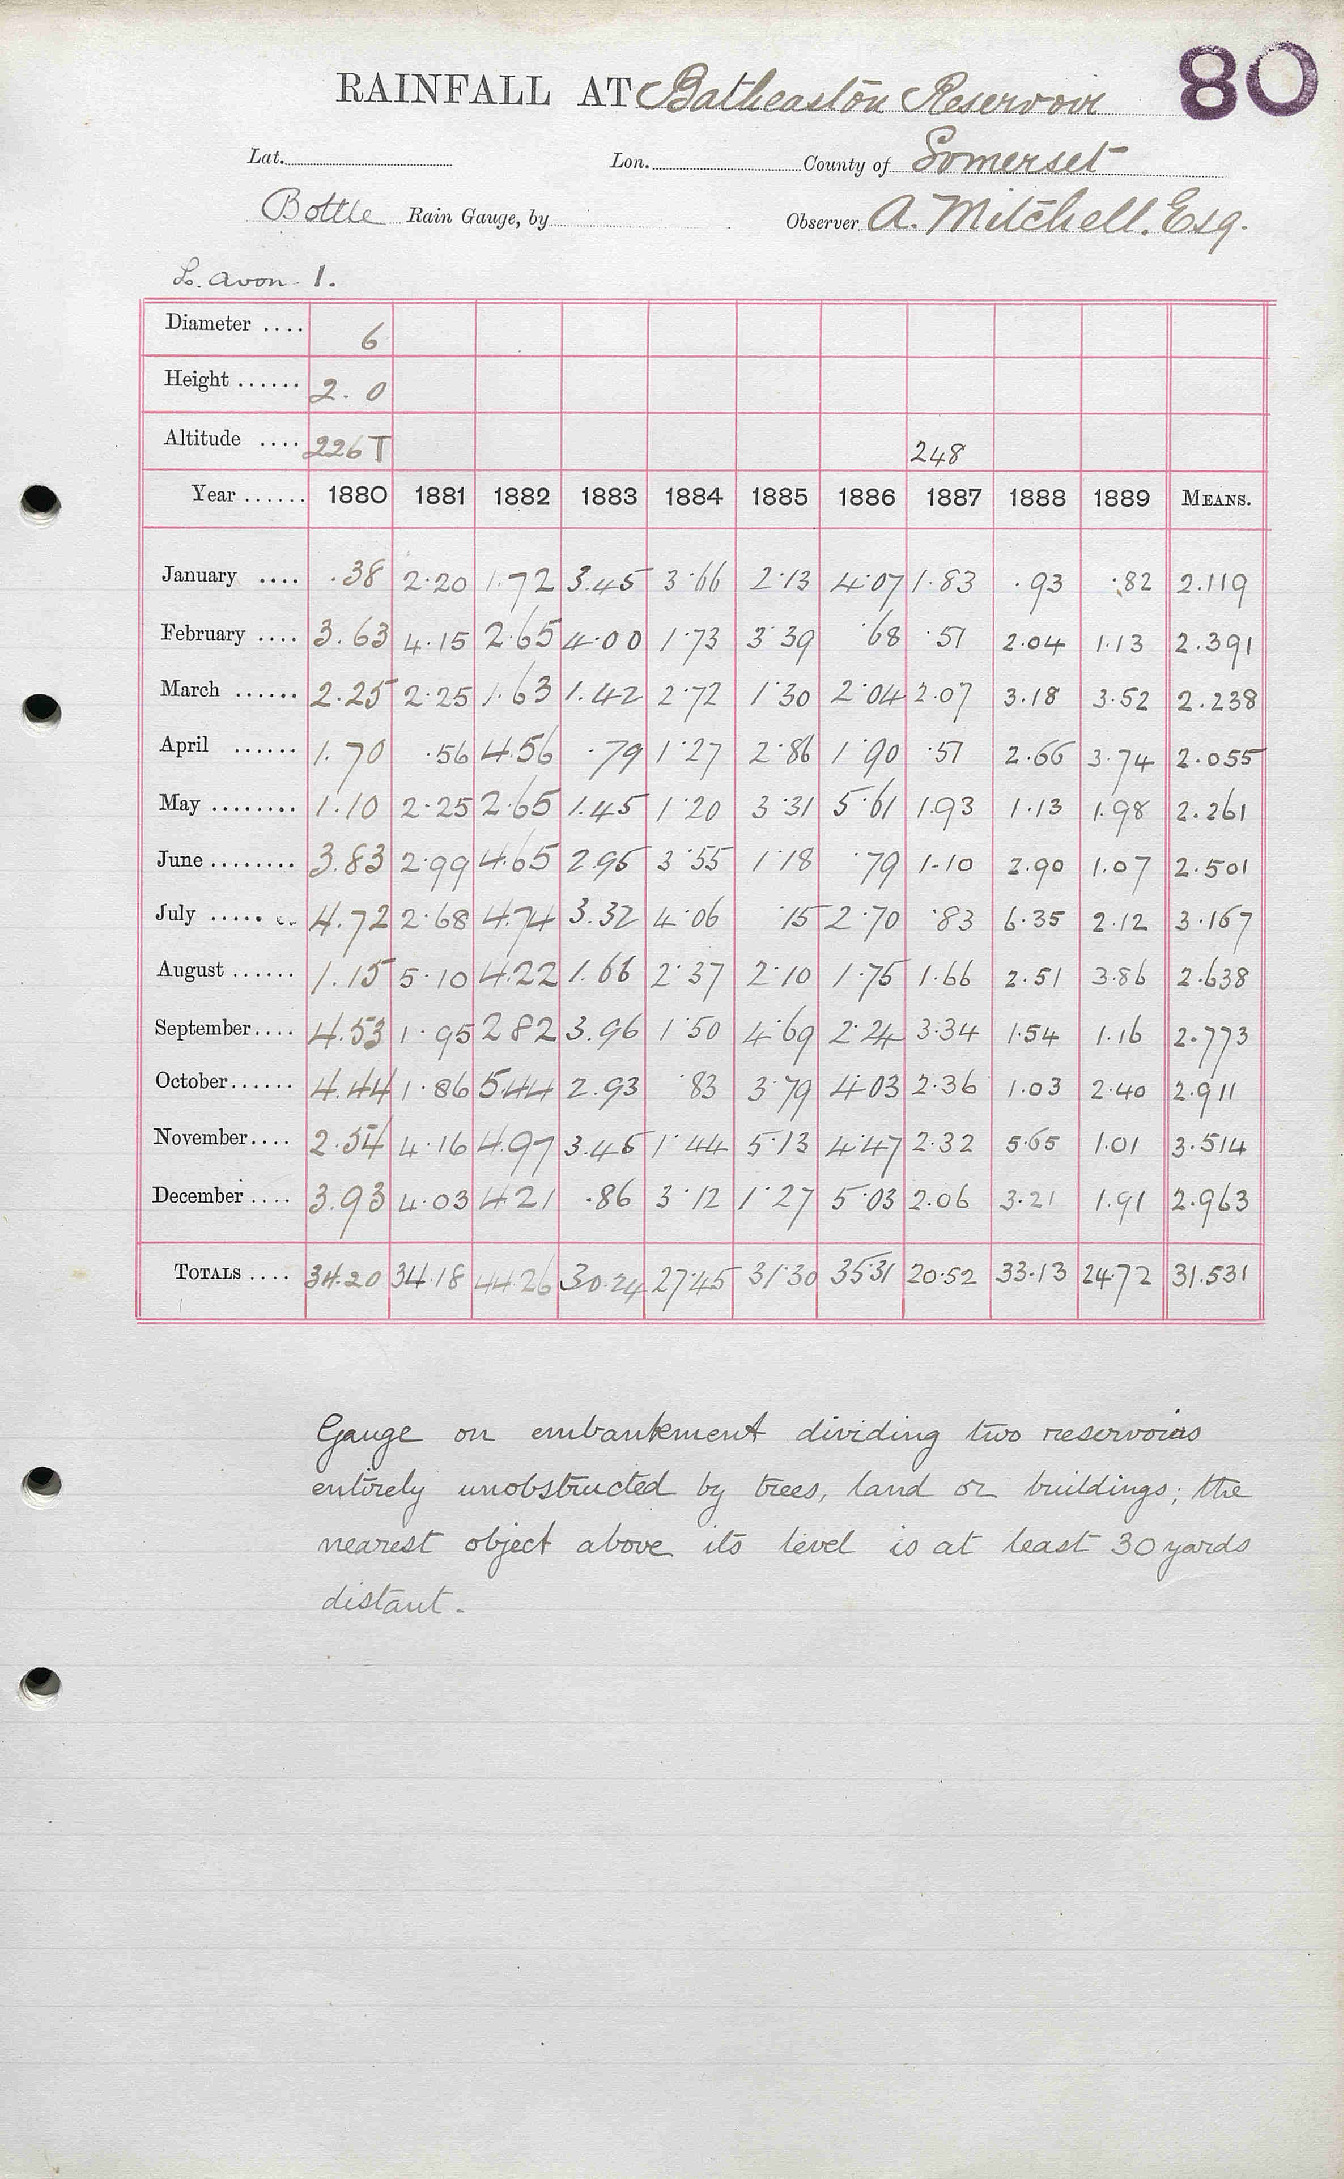 80
RAINFALL AT Batheaston Reservoir
Lat. Lon. County of Somerset
Bottle Rain Gauge, by Observer A. Mitchell. Esq.
L. Avon 1.
Diameter .... 6
Height ...... 2. 0
Altitude .... 226 T 248
Year ...... 1880 1881 1882 1883 1884 1885 1886 1887 1888 1889 MEANS.
January .... .38 2.20 1.72 3.45 3.66 2.13 4.07 1.83 .93 .82 2.119
February .... 3.63 4.15 2.65 4.00 1.73 3.39 .68 .51 2.04 1.13 2.391
March ...... 2.25 2.25 1.63 1.42 2.72 1.30 2.04 2.07 3.18 3.52 2.238
April ...... 1.70 .56 4.56 .79 1.27 2.86 1.90 .51 2.66 3.74 2.055
May ........ 1.10 2.25 2.65 1.45 1.20 3.31 5.61 1.93 1.13 1.98 2.261
June ........ 3.83 2.99 4.65 2.95 3.55 1.18 .79 1.10 2.90 1.07 2.501
July ........ 4.72 2.68 4.74 3.32 4.06 .15 2.70 .83 6.35 2.12 3.167
August ...... 1.15 5.10 4.22 1.66 2.37 2.10 1.75 1.66 2.51 3.86 2.638
September.... 4.53 1.95 2.82 3.96 1.50 4.69 2.24 3.34 1.54 1.16 2.773
October...... 4.44 1.86 5.44 2.93 .83 3.79 4.03 2.36 1.03 2.40 2.911
November.... 2.54 4.16 4.97 3.45 1.44 5.13 4.47 2.32 5.65 1.01 3.514
December .... 3.93 4.03 4.21 .86 3.12 1.27 5.03 2.06 3.21 1.91 2.963
TOTALS .... 34.20 34.18 44.26 30.24 27.45 31.30 35.31 20.52 33.13 24.72 31.531
Gauge on embankment dividing two reservoirs
entirely unobstructed by trees, land or buildings; the
nearest object above its level is at least 30 yards
distant.